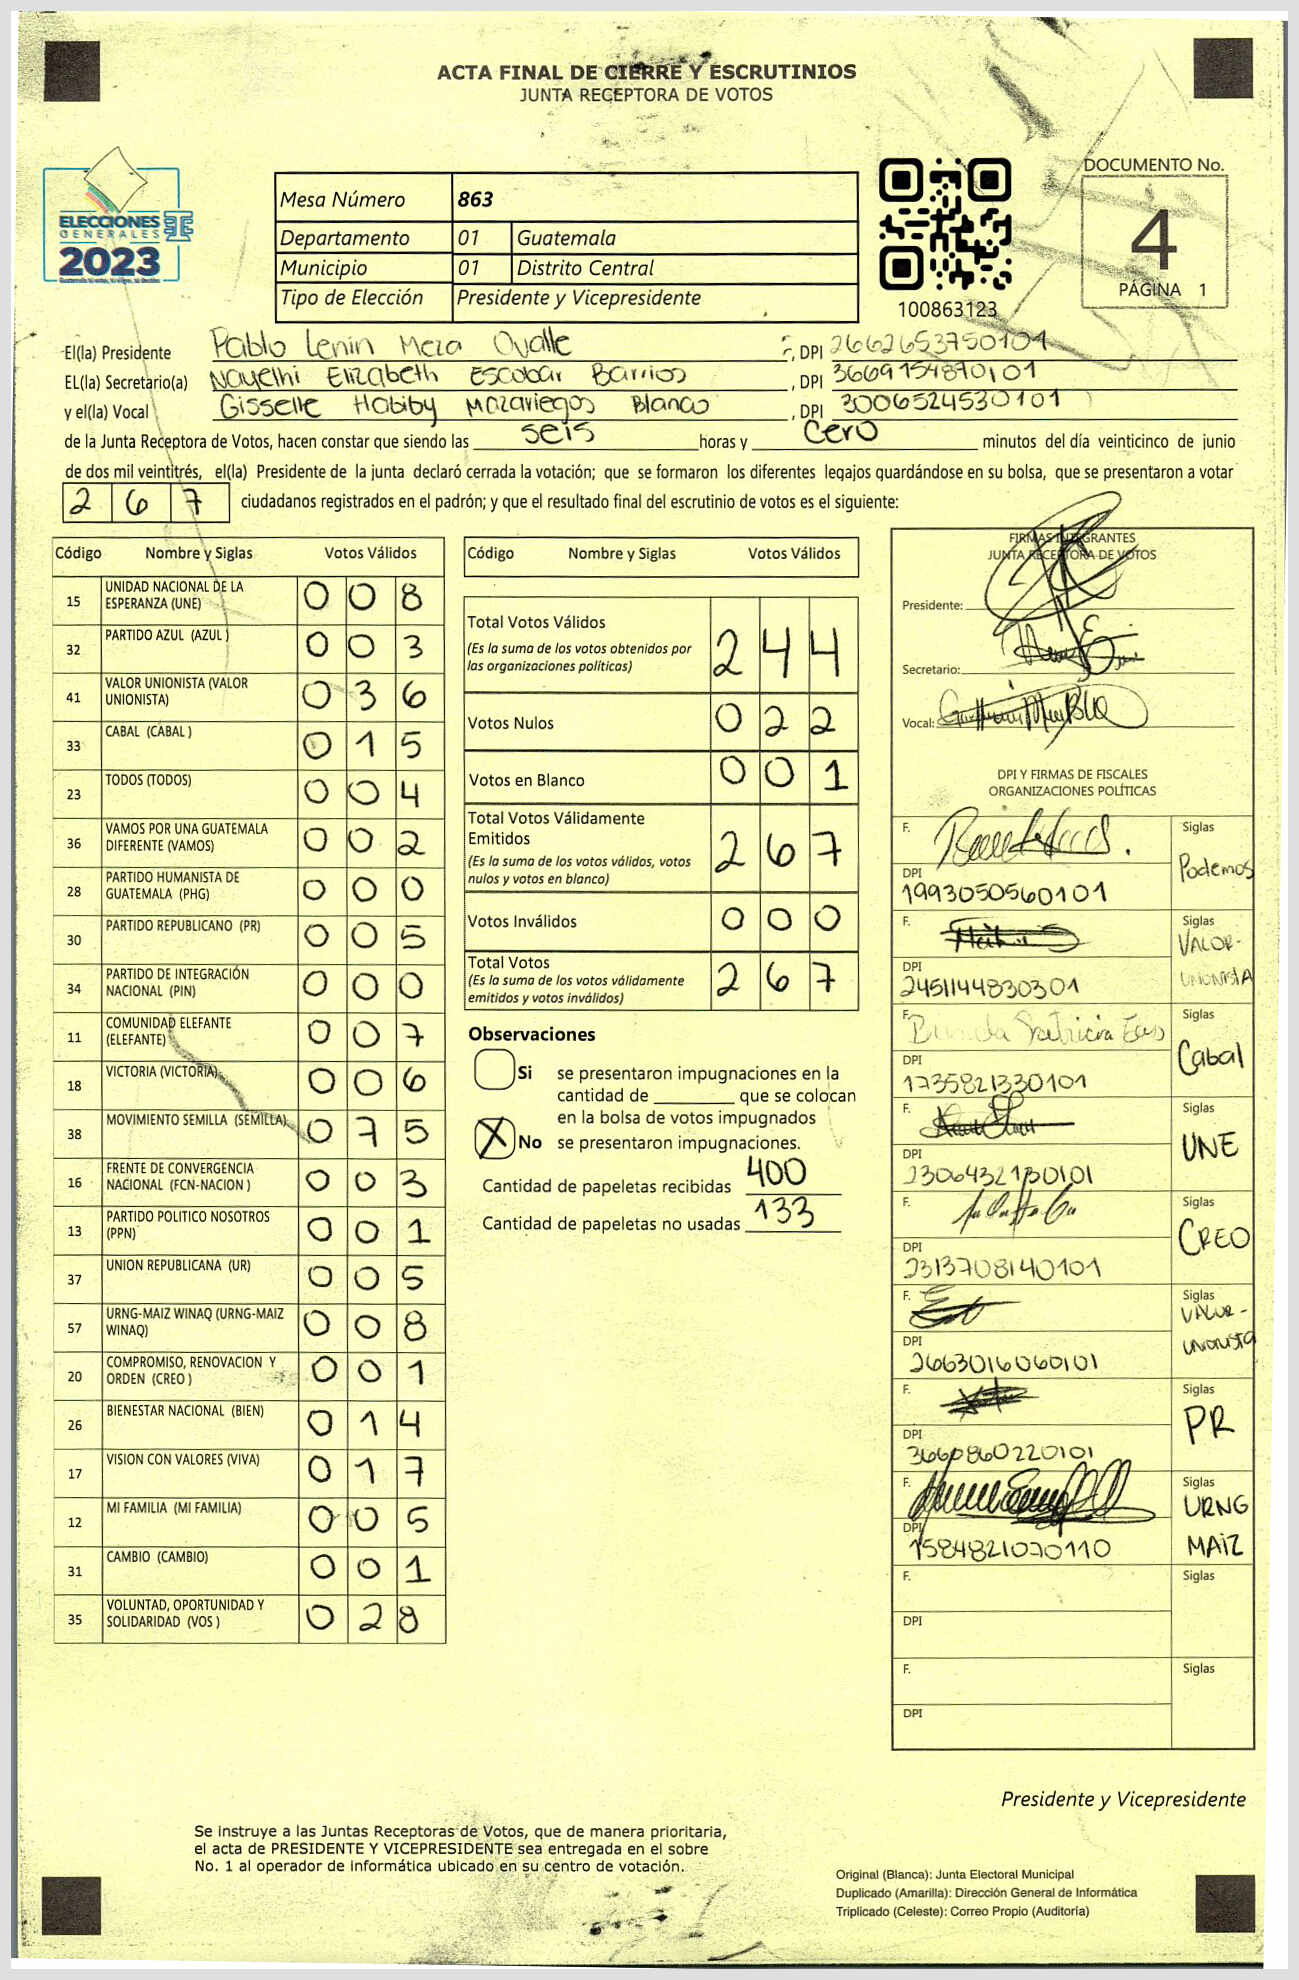 ACTA FINAL DE CIERRE Y ESCRUTINIOS
JUNTA RECEPTORA DE VOTOS
ELECCIONES
GENERALES
2023
Mesa Número 863
Departamento 01 Guatemala
Municipio 01 Distrito Central
Tipo de Elección Presidente y Vicepresidente
100863123
DOCUMENTO No.
4
PÁGINA 1
El(la) Presidente Pablo Lenin Meza Ovalle , DPI 2662653750101
EL(la) Secretario(a) Nayelhi Elizabeth Escobar Barrios , DPI 3669154870101
y el(la) Vocal Gisselle Habiby Mazariegos Blanco , DPI 3006524530101
de la Junta Receptora de Votos, hacen constar que siendo las seis horas y cero minutos del día veinticinco de junio
de dos mil veintitrés, el(la) Presidente de la junta declaró cerrada la votación; que se formaron los diferentes legajos quardándose en su bolsa, que se presentaron a votar
2 6 7 ciudadanos registrados en el padrón; y que el resultado final del escrutinio de votos es el siguiente:
Código Nombre y Siglas Votos Válidos
15 UNIDAD NACIONAL DE LA
ESPERANZA (UNE) 0 0 8
32 PARTIDO AZUL (AZUL ) 0 0 3
41 VALOR UNIONISTA (VALOR
UNIONISTA) 0 3 6
33 CABAL (CABAL ) 0 1 5
23 TODOS (TODOS) 0 0 4
36 VAMOS POR UNA GUATEMALA
DIFERENTE (VAMOS) 0 0 2
28 PARTIDO HUMANISTA DE
GUATEMALA (PHG) 0 0 0
30 PARTIDO REPUBLICANO (PR) 0 0 5
34 PARTIDO DE INTEGRACIÓN
NACIONAL (PIN) 0 0 0
11 COMUNIDAD ELEFANTE
(ELEFANTE) 0 0 7
18 VICTORIA (VICTORIA) 0 0 6
38 MOVIMIENTO SEMILLA (SEMILLA) 0 7 5
16 FRENTE DE CONVERGENCIA
NACIONAL (FCN-NACION ) 0 0 3
13 PARTIDO POLITICO NOSOTROS
(PPN) 0 0 1
37 UNION REPUBLICANA (UR) 0 0 5
57 URNG-MAIZ WINAQ (URNG-MAIZ
WINAQ) 0 0 8
20 COMPROMISO, RENOVACION Y
ORDEN (CREO ) 0 0 1
26 BIENESTAR NACIONAL (BIEN) 0 1 4
17 VISION CON VALORES (VIVA) 0 1 7
12 MI FAMILIA (MI FAMILIA) 0 0 5
31 CAMBIO (CAMBIO) 0 0 1
35 VOLUNTAD, OPORTUNIDAD Y
SOLIDARIDAD (VOS ) 0 2 8
Código Nombre y Siglas Votos Válidos
Total Votos Válidos 2 4 4
(Es la suma de los votos obtenidos por
las organizaciones políticas)
Votos Nulos 0 2 2
Votos en Blanco 0 0 1
Total Votos Válidamente
Emitidos 2 6 7
(Es la suma de los votos válidos, votos
nulos y votos en blanco)
Votos Inválidos 0 0 0
Total Votos 2 6 7
(Es la suma de los votos válidamente
emitidos y votos inválidos)
Observaciones
Si se presentaron impugnaciones en la
cantidad de ________ que se colocan
en la bolsa de votos impugnados
X No se presentaron impugnaciones.
Cantidad de papeletas recibidas 400
Cantidad de papeletas no usadas 133
FIRMAS INTEGRANTES
JUNTA RECEPTORA DE VOTOS
Presidente:
Secretario:
Vocal:
DPI Y FIRMAS DE FISCALES
ORGANIZACIONES POLÍTICAS
F. Siglas
Podemos
DPI
1993050560101
F. Siglas
VALOR-
UNIONISTA
DPI
2451144830301
F. Siglas
Cabal
DPI
1735821330101
F. Siglas
UNE
DPI
2306432130101
F. Siglas
CREO
DPI
2313708140101
F. Siglas
VALOR-
UNIONISTA
DPI
2663016060101
F. Siglas
PR
DPI
3660860220101
F. Siglas
URNG
MAIZ
DPI
1584821070110
F. Siglas
DPI
F. Siglas
DPI
Presidente y Vicepresidente
Se instruye a las Juntas Receptoras de Votos, que de manera prioritaria,
el acta de PRESIDENTE Y VICEPRESIDENTE sea entregada en el sobre
No. 1 al operador de informática ubicado en su centro de votación.
Original (Blanca): Junta Electoral Municipal
Duplicado (Amarilla): Dirección General de Informática
Triplicado (Celeste): Correo Propio (Auditoría)